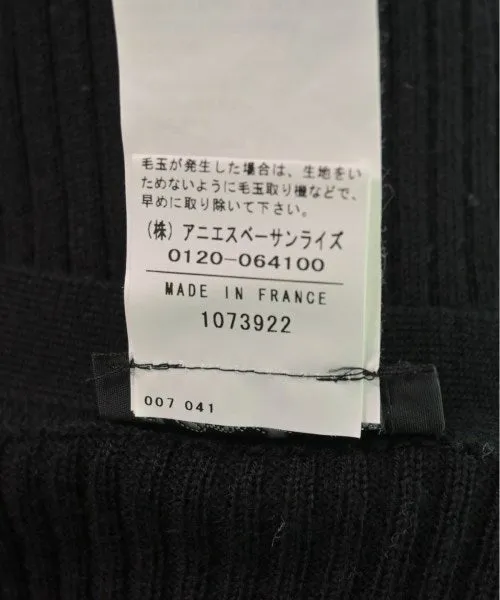 毛玉が発生した場合は、生地をい
ためないように毛玉取り機などで、
早めに取り除いて下さい。
(株) アニエスベーサンライズ
0120-064100
MADE IN FRANCE
1073922
007 041